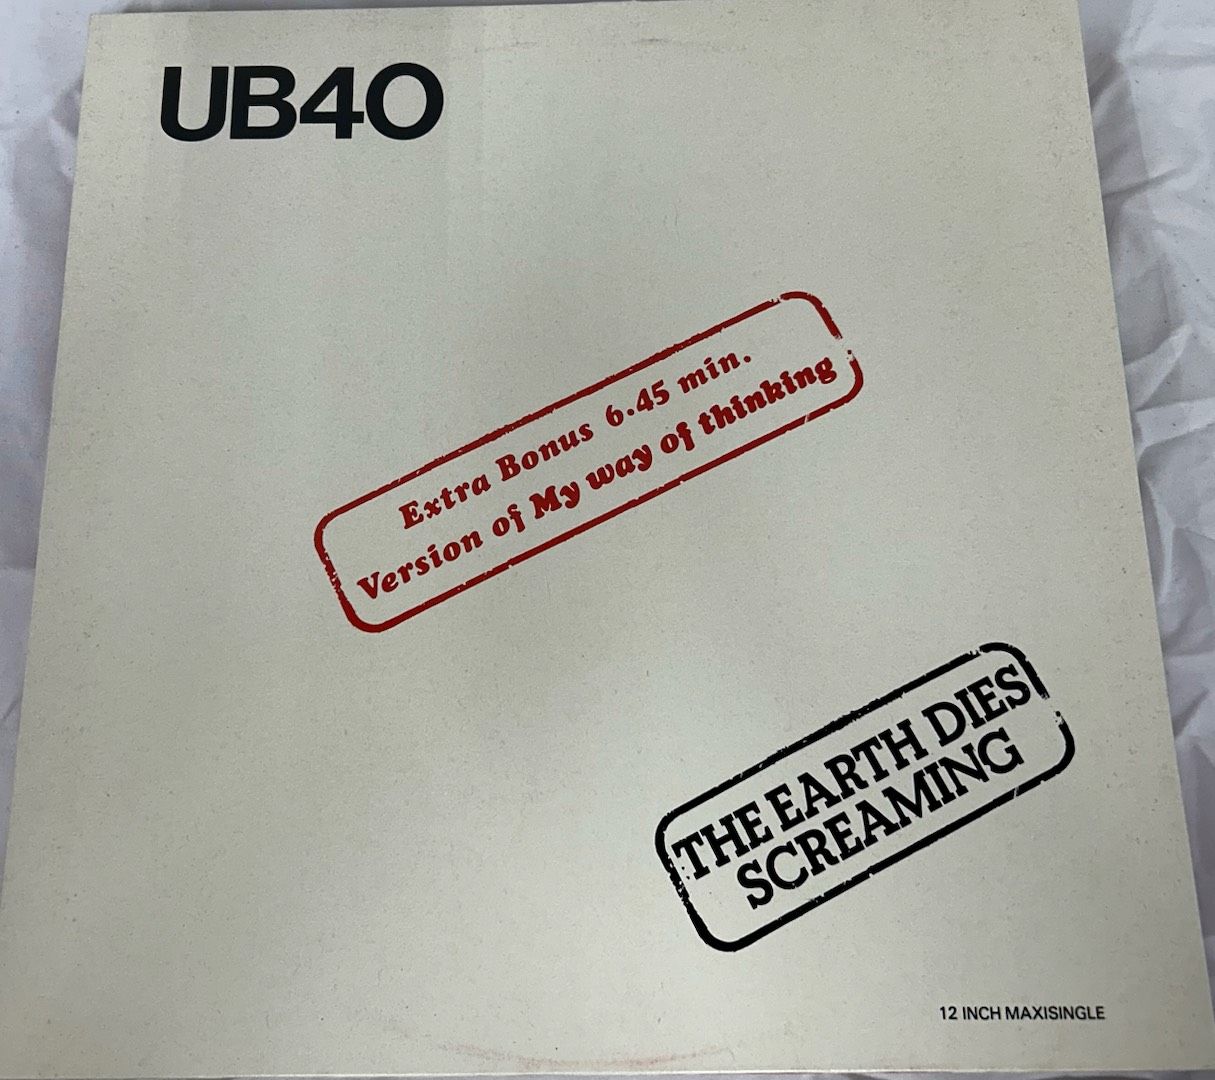 UB40
Extra Bonus 6.45 min.
Version of My way of thinking
THE EARTH DIES
SCREAMING
12 INCH MAXISINGLE